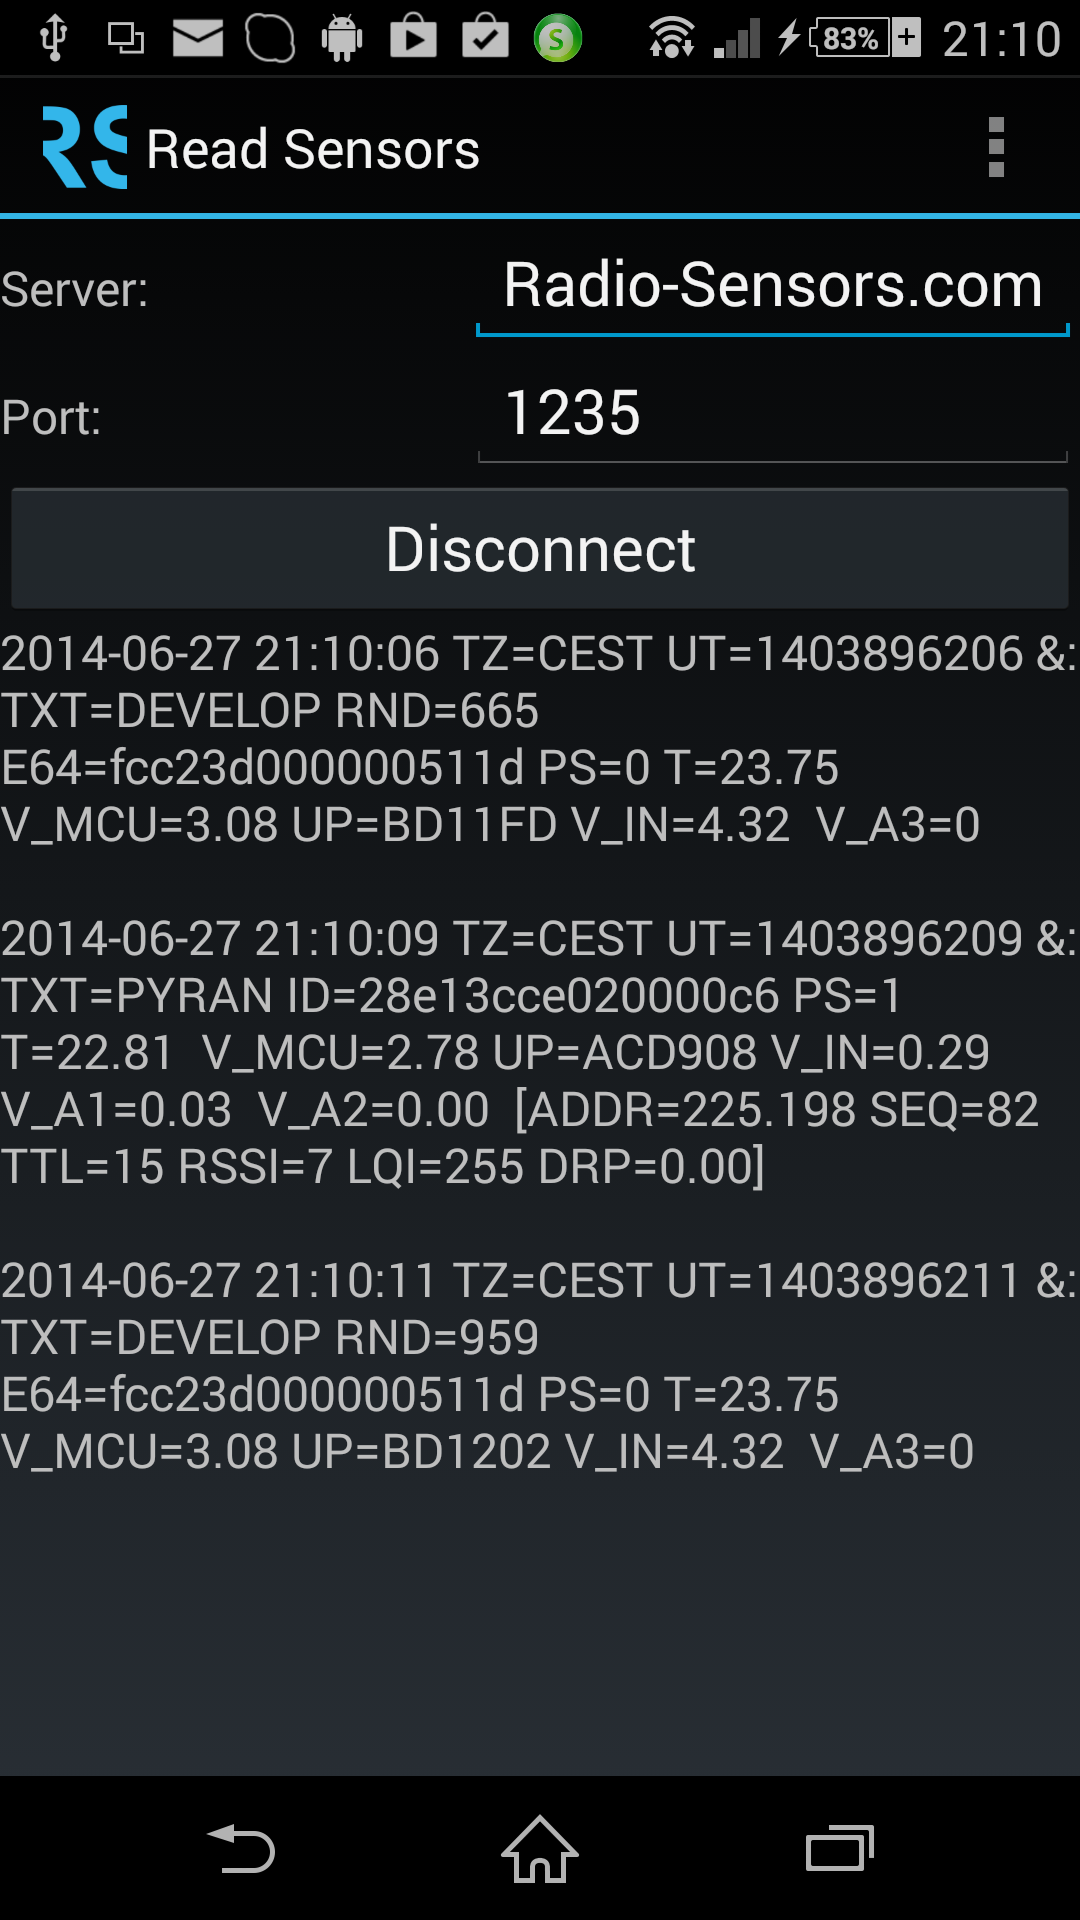 S 83% 21:10
RS Read Sensors
Server: Radio-Sensors.com
Port: 1235
Disconnect
2014-06-27 21:10:06 TZ=CEST UT=1403896206 &:
TXT=DEVELOP RND=665
E64=fcc23d000000511d PS=0 T=23.75
V_MCU=3.08 UP=BD11FD V_IN=4.32  V_A3=0
2014-06-27 21:10:09 TZ=CEST UT=1403896209 &:
TXT=PYRAN ID=28e13cce020000c6 PS=1
T=22.81  V_MCU=2.78 UP=ACD908 V_IN=0.29
V_A1=0.03  V_A2=0.00  [ADDR=225.198 SEQ=82
TTL=15 RSSI=7 LQI=255 DRP=0.00]
2014-06-27 21:10:11 TZ=CEST UT=1403896211 &:
TXT=DEVELOP RND=959
E64=fcc23d000000511d PS=0 T=23.75
V_MCU=3.08 UP=BD1202 V_IN=4.32  V_A3=0